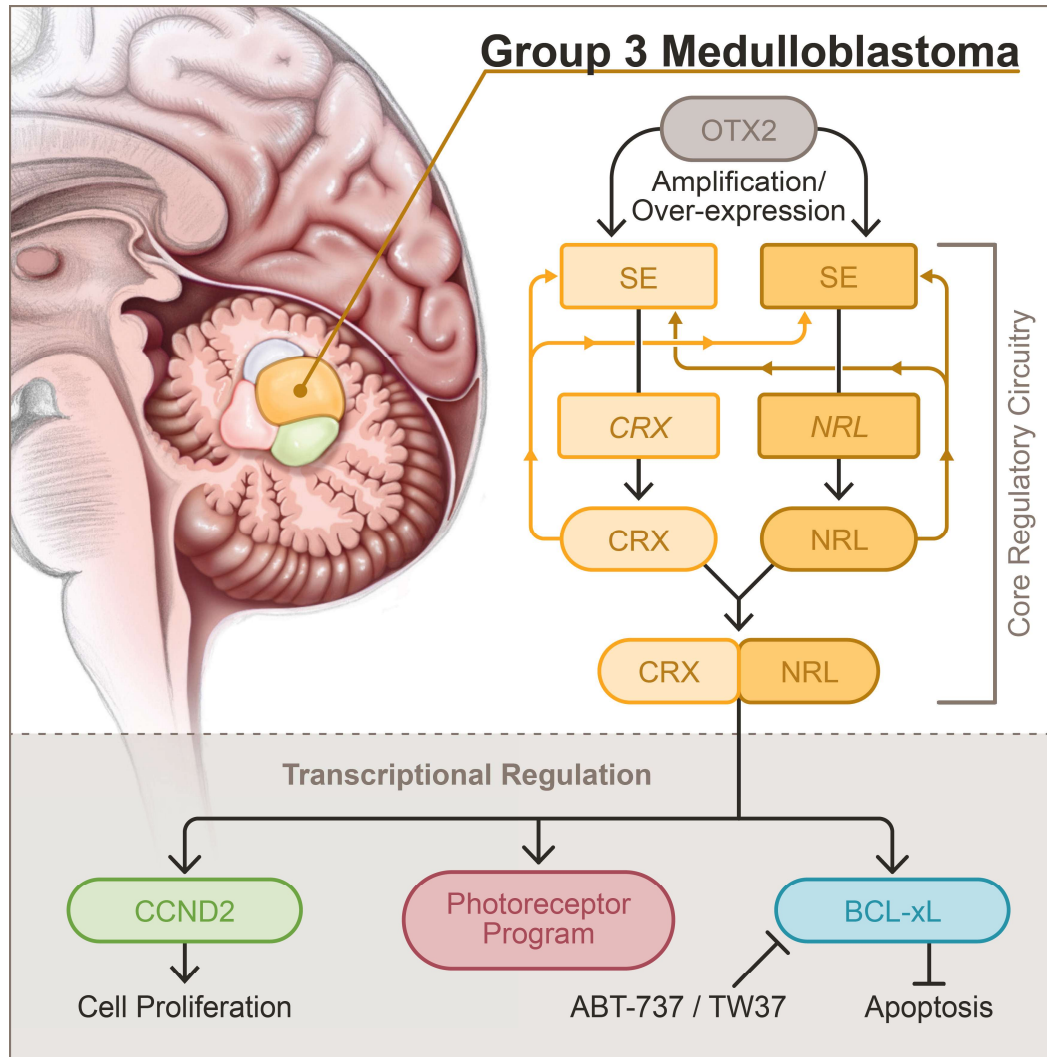 Group 3 Medulloblastoma
OTX2
Amplification/
Over-expression
SE
SE
CRX
NRL
CRX
NRL
CRX
NRL
Core Regulatory Circuitry
Transcriptional Regulation
CCND2
Photoreceptor
Program
BCL-xL
Cell Proliferation
ABT-737 / TW37
Apoptosis